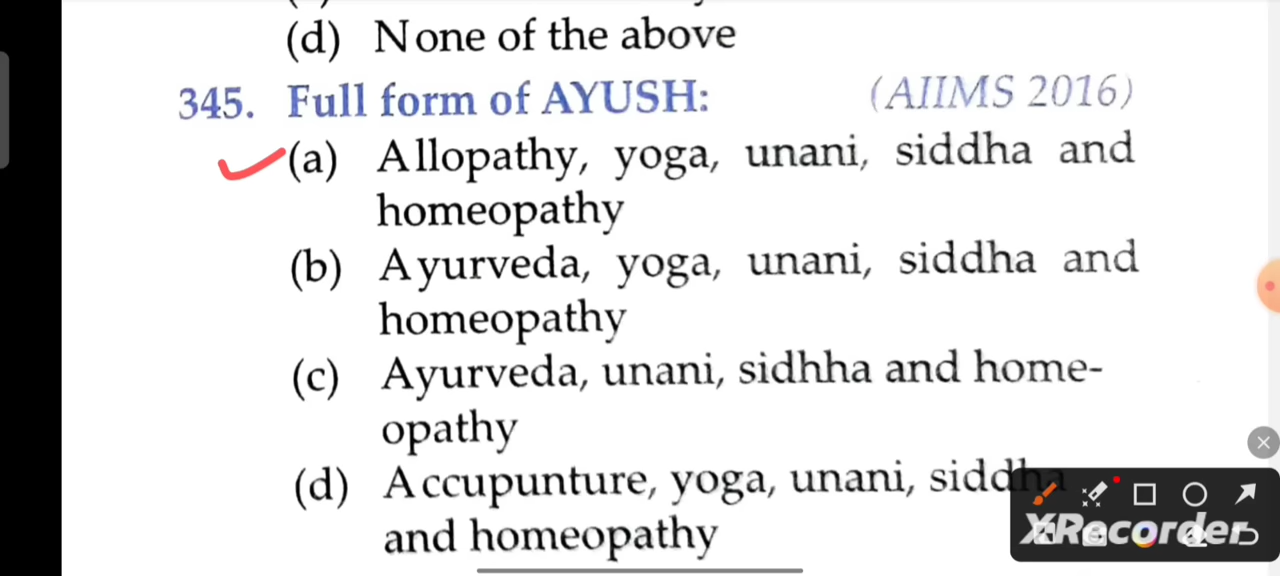 (d) None of the above
345. Full form of AYUSH: (AIIMS 2016)
(a) Allopathy, yoga, unani, siddha and
homeopathy
(b) Ayurveda, yoga, unani, siddha and
homeopathy
(c) Ayurveda, unani, sidhha and home-
opathy
(d) Accupunture, yoga, unani, siddha
and homeopathy
XRecorder